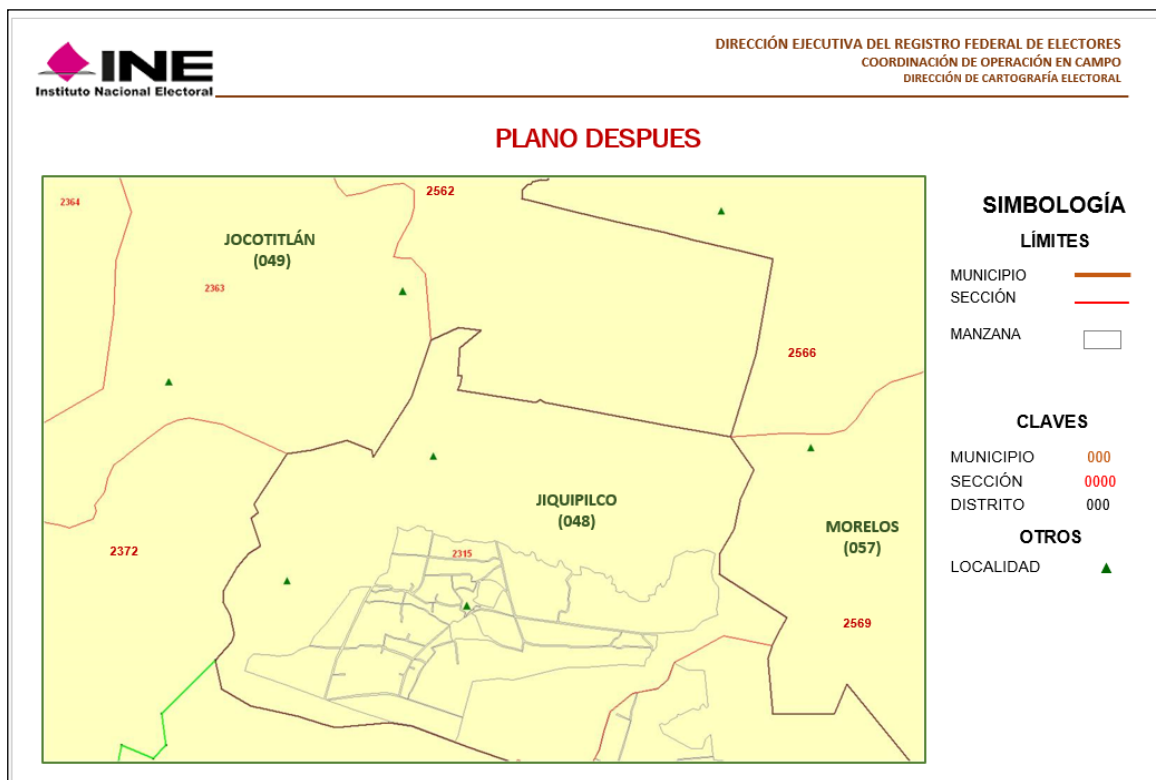 INE
Instituto Nacional Electoral
DIRECCIÓN EJECUTIVA DEL REGISTRO FEDERAL DE ELECTORES
COORDINACIÓN DE OPERACIÓN EN CAMPO
DIRECCIÓN DE CARTOGRAFÍA ELECTORAL
PLANO DESPUES
2364
2562
JOCOTITLÁN
(049)
2363
2566
JIQUIPILCO
(048)
MORELOS
(057)
2372
2315
2569
SIMBOLOGÍA
LÍMITES
MUNICIPIO
SECCIÓN
MANZANA
CLAVES
MUNICIPIO 000
SECCIÓN 0000
DISTRITO 000
OTROS
LOCALIDAD